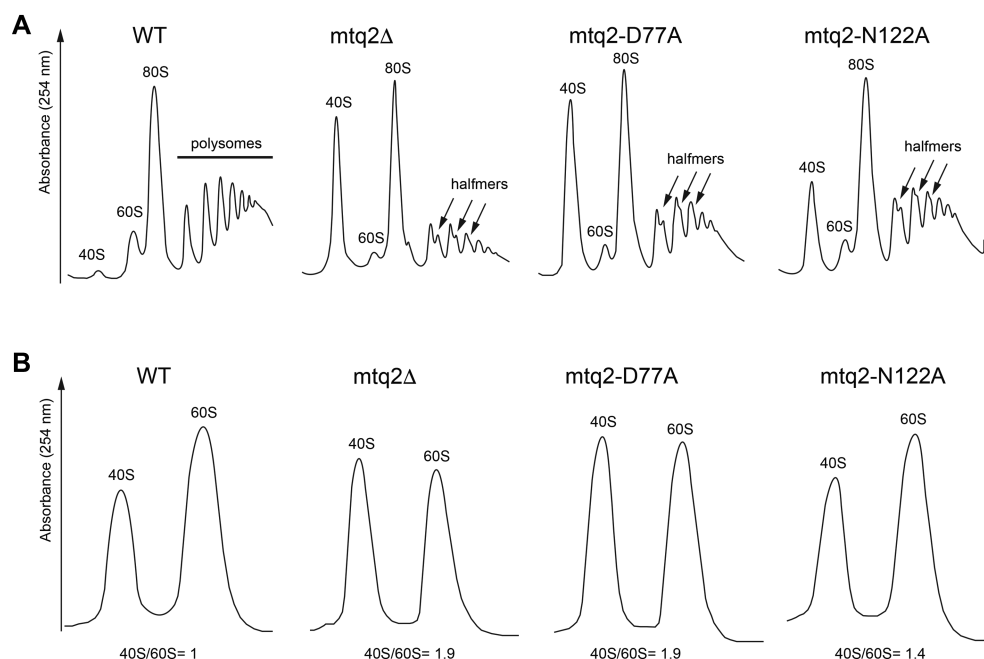 A
WT
mtq2Δ
mtq2-D77A
mtq2-N122A
Absorbance (254 nm)
40S
60S
80S
polysomes
40S
60S
80S
halfmers
40S
60S
80S
halfmers
40S
60S
80S
halfmers
B
WT
mtq2Δ
mtq2-D77A
mtq2-N122A
Absorbance (254 nm)
40S
60S
40S
60S
40S
60S
40S
60S
40S/60S= 1
40S/60S= 1.9
40S/60S= 1.9
40S/60S= 1.4